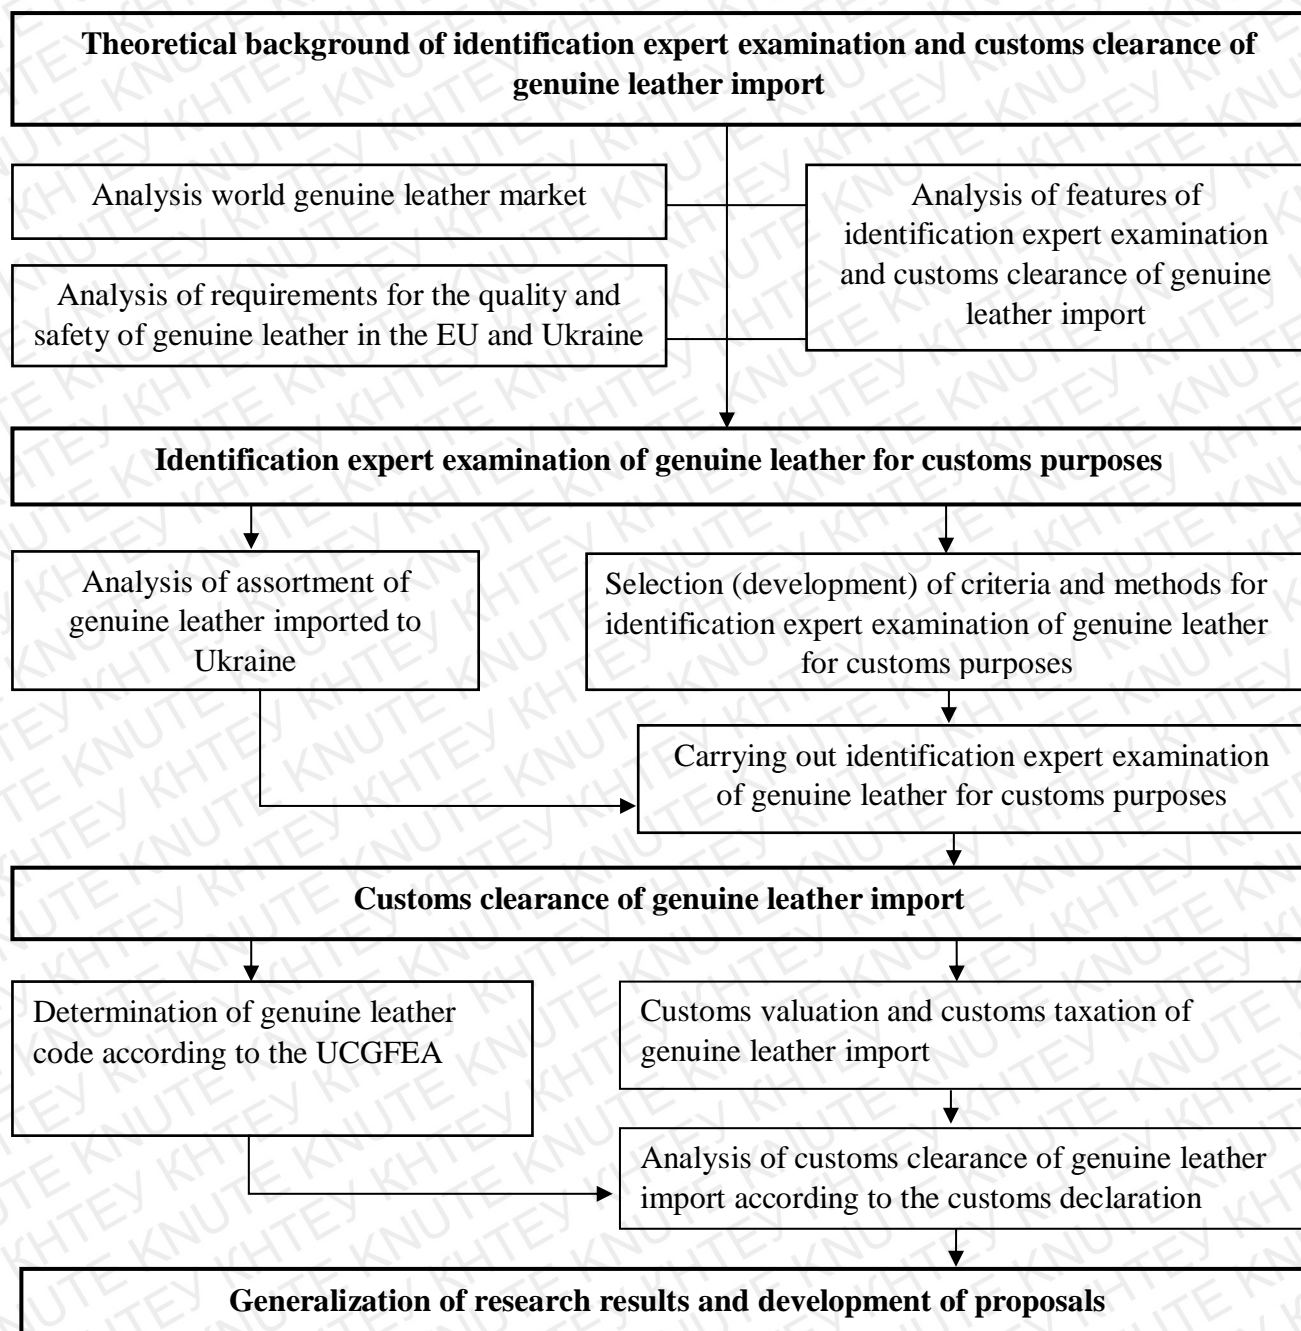 Theoretical background of identification expert examination and customs clearance of
genuine leather import
Analysis world genuine leather market
Analysis of requirements for the quality and
safety of genuine leather in the EU and Ukraine
Analysis of features of
identification expert examination
and customs clearance of genuine
leather import
Identification expert examination of genuine leather for customs purposes
Analysis of assortment of
genuine leather imported to
Ukraine
Selection (development) of criteria and methods for
identification expert examination of genuine leather
for customs purposes
Carrying out identification expert examination
of genuine leather for customs purposes
Customs clearance of genuine leather import
Determination of genuine leather
code according to the UCGFEA
Customs valuation and customs taxation of
genuine leather import
Analysis of customs clearance of genuine leather
import according to the customs declaration
Generalization of research results and development of proposals